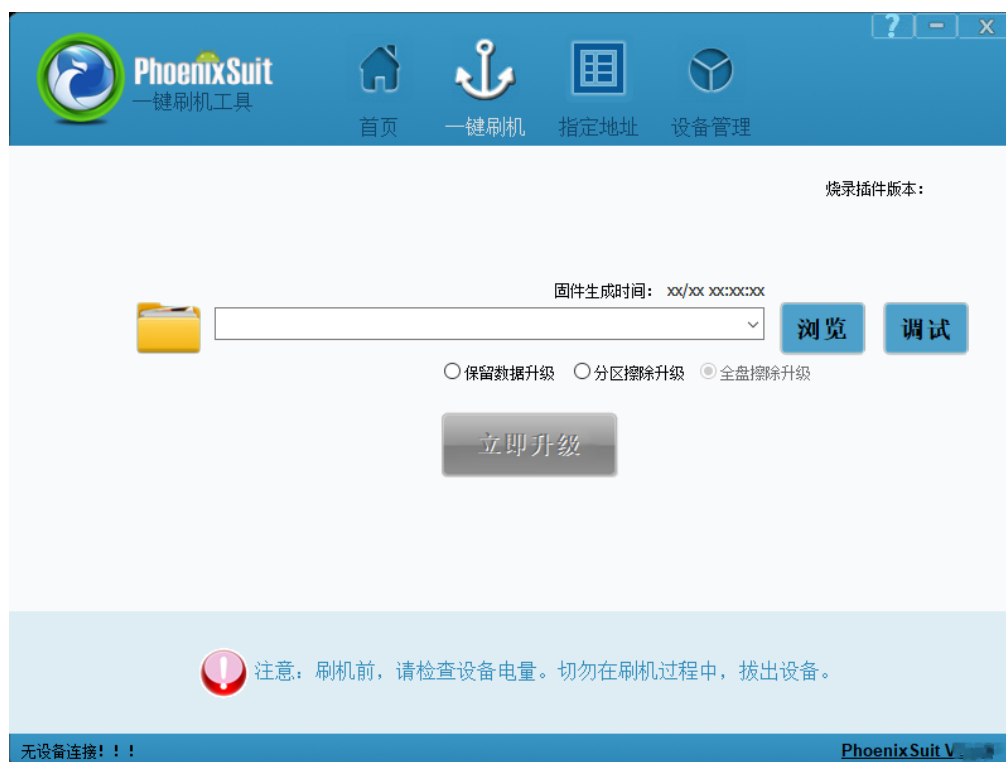 PhoenixSuit
一键刷机工具
首页
一键刷机
指定地址
设备管理
烧录插件版本:
固件生成时间: xx/xx xx:xx:xx
浏览
调试
保留数据升级
分区擦除升级
全盘擦除升级
立即升级
注意: 刷机前, 请检查设备电量。切勿在刷机过程中, 拔出设备。
无设备连接!!!
PhoenixSuit V